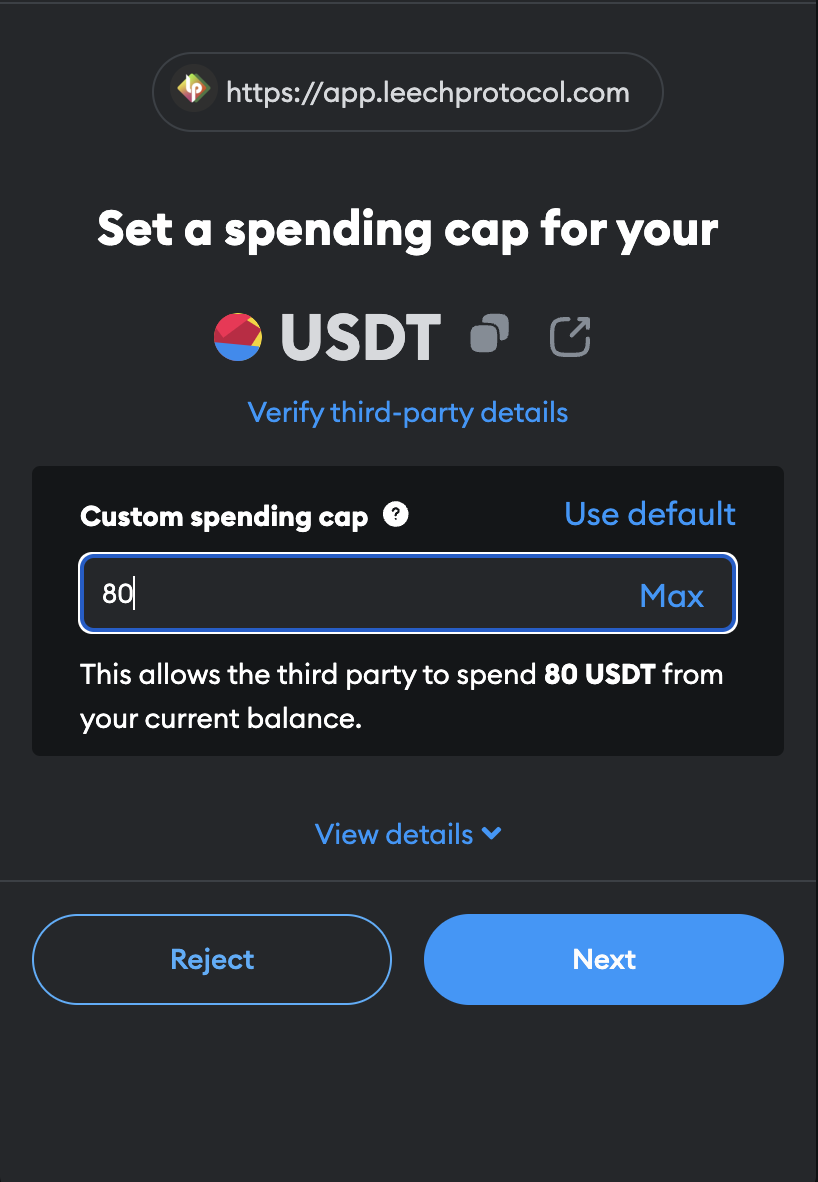 https://app.leechprotocol.com
Set a spending cap for your
USDT
Verify third-party details
Custom spending cap ?
Use default
80
Max
This allows the third party to spend 80 USDT from
your current balance.
View details
Reject
Next